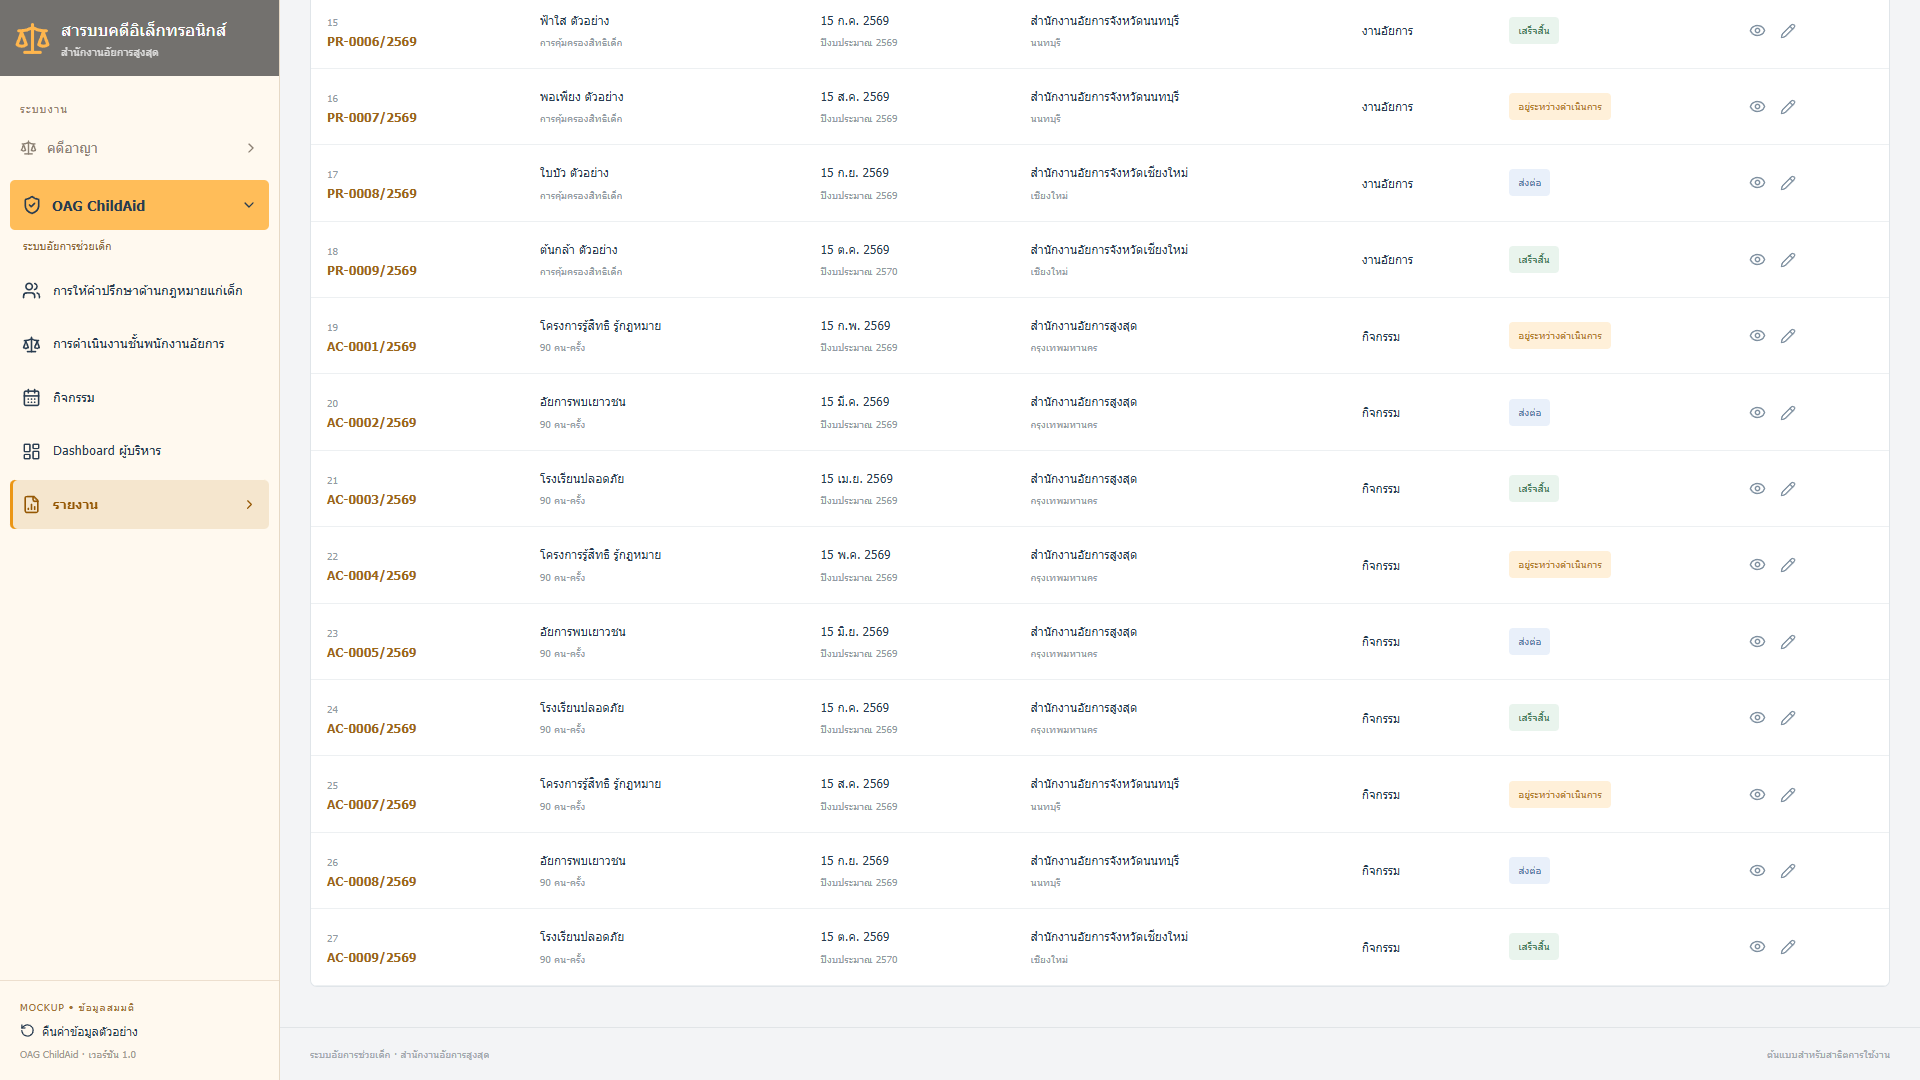 สารบบคดีอิเล็กทรอนิกส์
สำนักงานอัยการสูงสุด
ระบบงาน
คดีอาญา
OAG ChildAid
ระบบอัยการช่วยเด็ก
การให้คำปรึกษาด้านกฎหมายแก่เด็ก
การดำเนินงานชั้นพนักงานอัยการ
กิจกรรม
Dashboard ผู้บริหาร
รายงาน
MOCKUP • ข้อมูลสมมติ
คืนค่าข้อมูลตัวอย่าง
OAG ChildAid · เวอร์ชัน 1.0
15 ฟ้าใส ตัวอย่าง 15 ก.ค. 2569 สำนักงานอัยการจังหวัดนนทบุรี งานอัยการ เสร็จสิ้น
PR-0006/2569 การคุ้มครองสิทธิเด็ก ปีงบประมาณ 2569 นนทบุรี
16 พอเพียง ตัวอย่าง 15 ส.ค. 2569 สำนักงานอัยการจังหวัดนนทบุรี งานอัยการ อยู่ระหว่างดำเนินการ
PR-0007/2569 การคุ้มครองสิทธิเด็ก ปีงบประมาณ 2569 นนทบุรี
17 ใบบัว ตัวอย่าง 15 ก.ย. 2569 สำนักงานอัยการจังหวัดเชียงใหม่ งานอัยการ ส่งต่อ
PR-0008/2569 การคุ้มครองสิทธิเด็ก ปีงบประมาณ 2569 เชียงใหม่
18 ต้นกล้า ตัวอย่าง 15 ต.ค. 2569 สำนักงานอัยการจังหวัดเชียงใหม่ งานอัยการ เสร็จสิ้น
PR-0009/2569 การคุ้มครองสิทธิเด็ก ปีงบประมาณ 2570 เชียงใหม่
19 โครงการรู้สิทธิ รู้กฎหมาย 15 ก.พ. 2569 สำนักงานอัยการสูงสุด กิจกรรม อยู่ระหว่างดำเนินการ
AC-0001/2569 90 คน-ครั้ง ปีงบประมาณ 2569 กรุงเทพมหานคร
20 อัยการพบเยาวชน 15 มี.ค. 2569 สำนักงานอัยการสูงสุด กิจกรรม ส่งต่อ
AC-0002/2569 90 คน-ครั้ง ปีงบประมาณ 2569 กรุงเทพมหานคร
21 โรงเรียนปลอดภัย 15 เม.ย. 2569 สำนักงานอัยการสูงสุด กิจกรรม เสร็จสิ้น
AC-0003/2569 90 คน-ครั้ง ปีงบประมาณ 2569 กรุงเทพมหานคร
22 โครงการรู้สิทธิ รู้กฎหมาย 15 พ.ค. 2569 สำนักงานอัยการสูงสุด กิจกรรม อยู่ระหว่างดำเนินการ
AC-0004/2569 90 คน-ครั้ง ปีงบประมาณ 2569 กรุงเทพมหานคร
23 อัยการพบเยาวชน 15 มิ.ย. 2569 สำนักงานอัยการสูงสุด กิจกรรม ส่งต่อ
AC-0005/2569 90 คน-ครั้ง ปีงบประมาณ 2569 กรุงเทพมหานคร
24 โรงเรียนปลอดภัย 15 ก.ค. 2569 สำนักงานอัยการสูงสุด กิจกรรม เสร็จสิ้น
AC-0006/2569 90 คน-ครั้ง ปีงบประมาณ 2569 กรุงเทพมหานคร
25 โครงการรู้สิทธิ รู้กฎหมาย 15 ส.ค. 2569 สำนักงานอัยการจังหวัดนนทบุรี กิจกรรม อยู่ระหว่างดำเนินการ
AC-0007/2569 90 คน-ครั้ง ปีงบประมาณ 2569 นนทบุรี
26 อัยการพบเยาวชน 15 ก.ย. 2569 สำนักงานอัยการจังหวัดนนทบุรี กิจกรรม ส่งต่อ
AC-0008/2569 90 คน-ครั้ง ปีงบประมาณ 2569 นนทบุรี
27 โรงเรียนปลอดภัย 15 ต.ค. 2569 สำนักงานอัยการจังหวัดเชียงใหม่ กิจกรรม เสร็จสิ้น
AC-0009/2569 90 คน-ครั้ง ปีงบประมาณ 2570 เชียงใหม่
ระบบอัยการช่วยเด็ก · สำนักงานอัยการสูงสุด ต้นแบบสำหรับสาธิตการใช้งาน